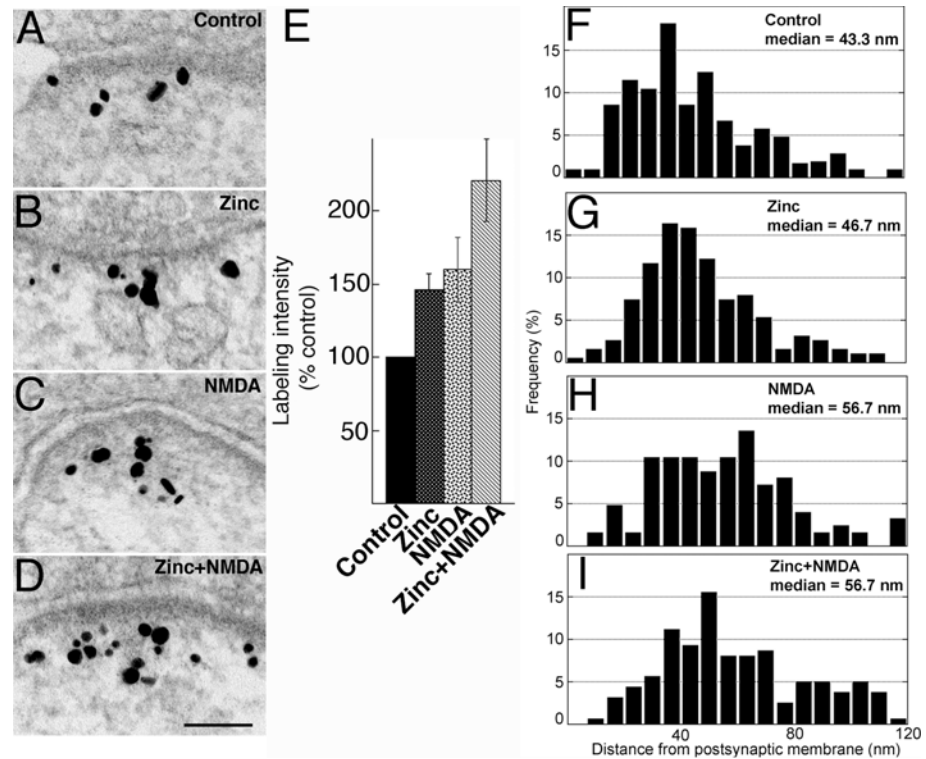 A
Control
B
Zinc
C
NMDA
D
Zinc+NMDA
E
Labeling intensity
(% control)
200
150
100
50
Control
Zinc
NMDA
Zinc+NMDA
F
Control
median = 43.3 nm
15
10
5
0
G
Zinc
median = 46.7 nm
15
10
5
0
H
NMDA
median = 56.7 nm
15
10
5
0
I
Zinc+NMDA
median = 56.7 nm
15
10
5
0
Frequency (%)
40
80
120
Distance from postsynaptic membrane (nm)